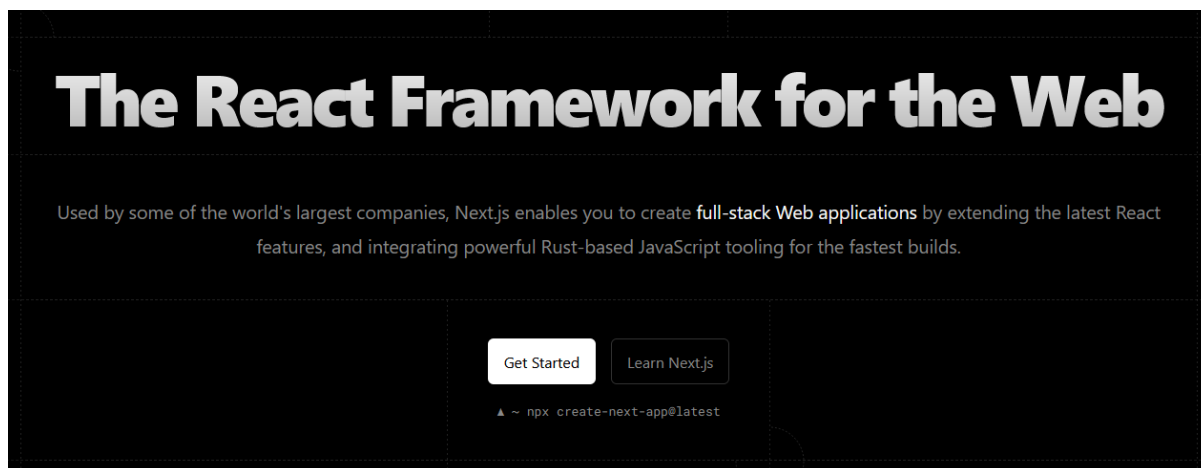 The React Framework for the Web
Used by some of the world's largest companies, Next.js enables you to create full-stack Web applications by extending the latest React
features, and integrating powerful Rust-based JavaScript tooling for the fastest builds.
Get Started Learn Next.js
▲ ~ npx create-next-app@latest